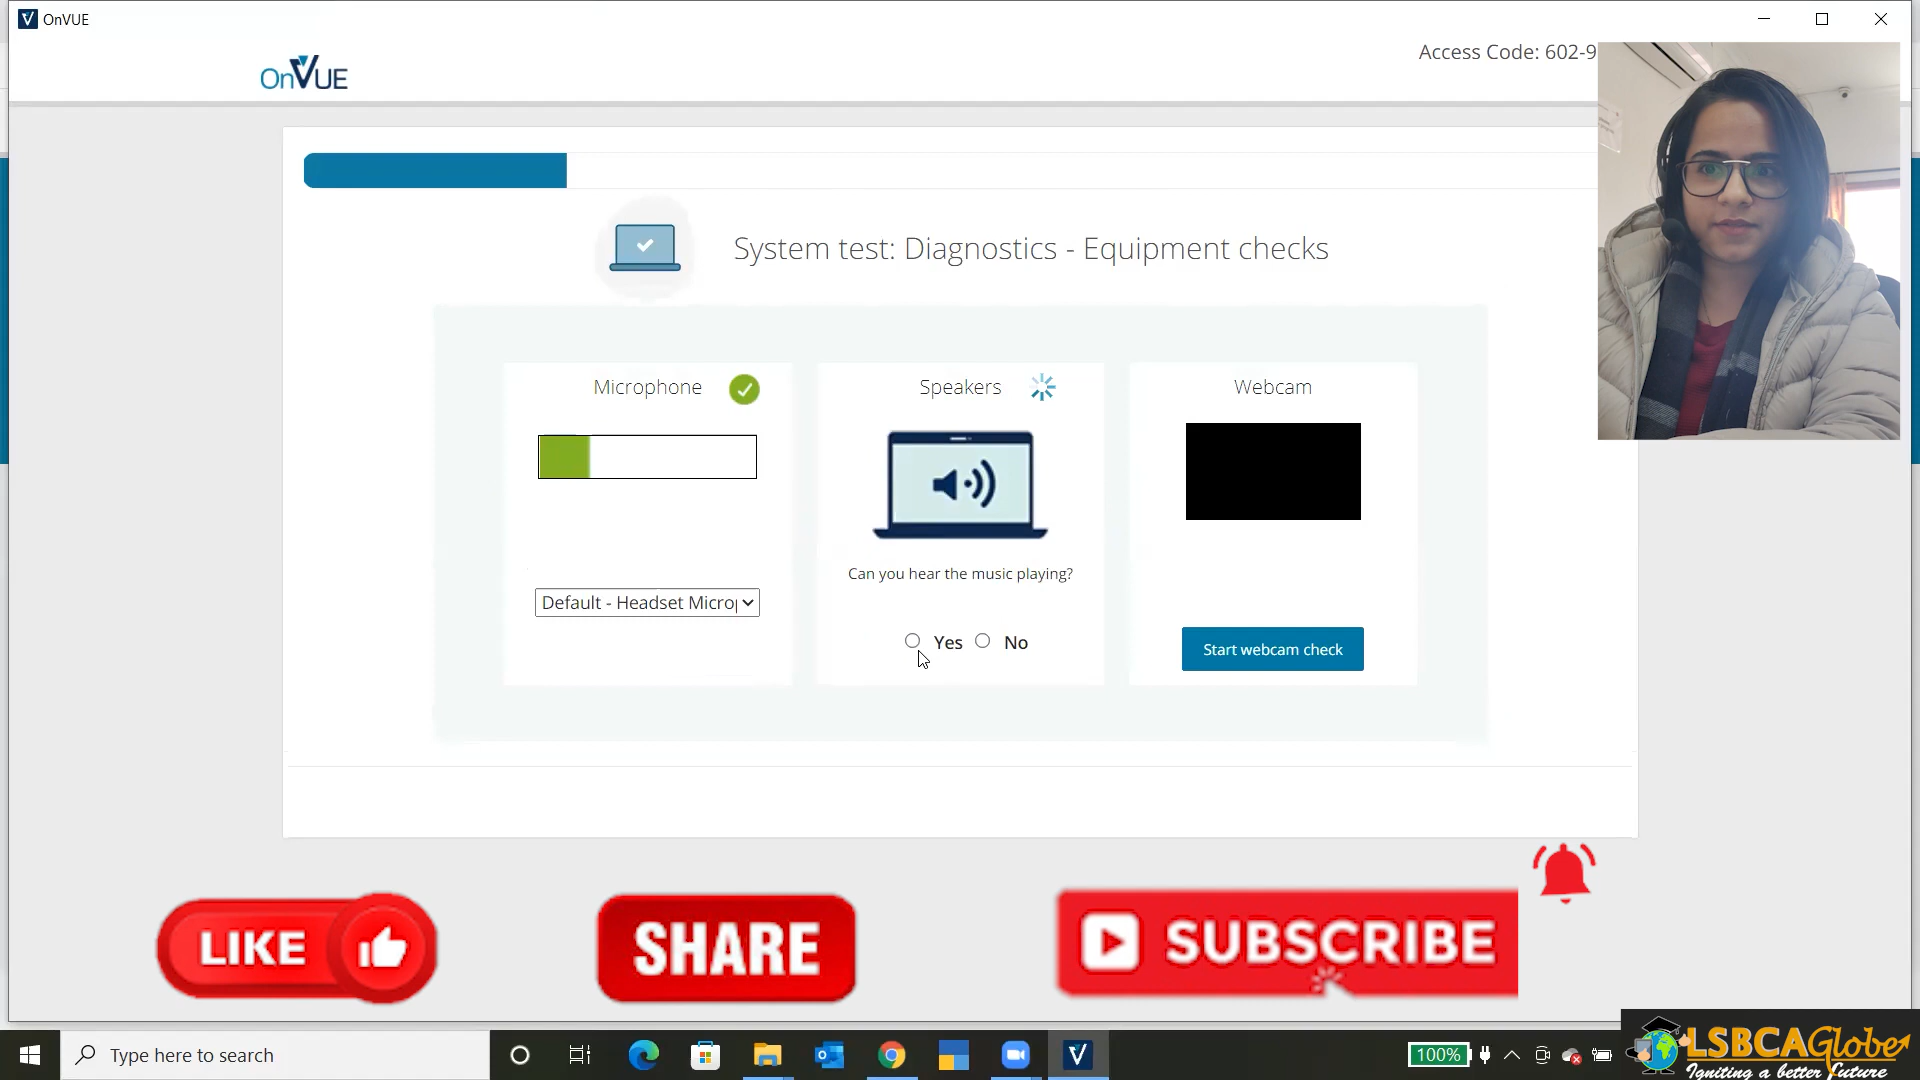 OnVUE
Access Code: 602-9
OnVUE
System test: Diagnostics - Equipment checks
Microphone
Speakers
Webcam
Can you hear the music playing?
Default - Headset Microp
Yes
No
Start webcam check
LIKE
SHARE
SUBSCRIBE
Type here to search
100%
LSBCAGlobe
Igniting a better Future